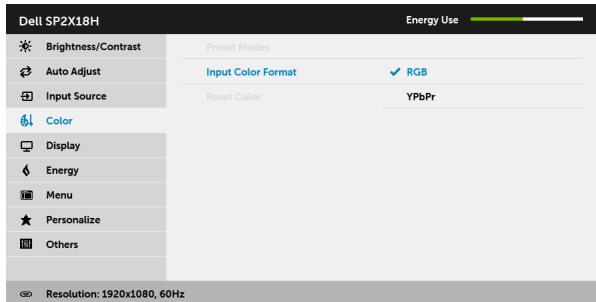 Dell SP2X18H Energy Use
Brightness/Contrast Preset Modes
Auto Adjust Input Color Format RGB
Input Source Reset Color YPbPr
Color
Display
Energy
Menu
Personalize
Others
Resolution: 1920x1080, 60Hz